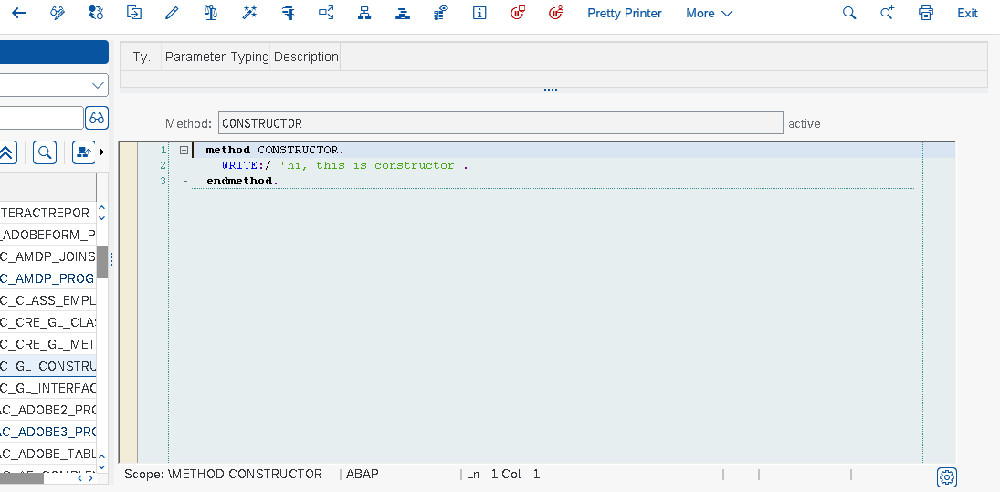 Pretty Printer More Exit
Ty. Parameter Typing Description
Method: CONSTRUCTOR active
1 method CONSTRUCTOR.
2 WRITE:/ 'hi, this is constructor'.
3 endmethod.
TERACTREPOR
_ADOBEFORM_P
C_AMDP_JOINS
C_AMDP_PROG
C_CLASS_EMPL
C_CRE_GL_CLA
C_CRE_GL_MET
C_GL_CONSTRU
C_GL_INTERFAC
C_ADOBE2_PRO
C_ADOBE3_PRO
C_ADOBE_TABL
Scope: \METHOD CONSTRUCTOR ABAP Ln 1 Col 1